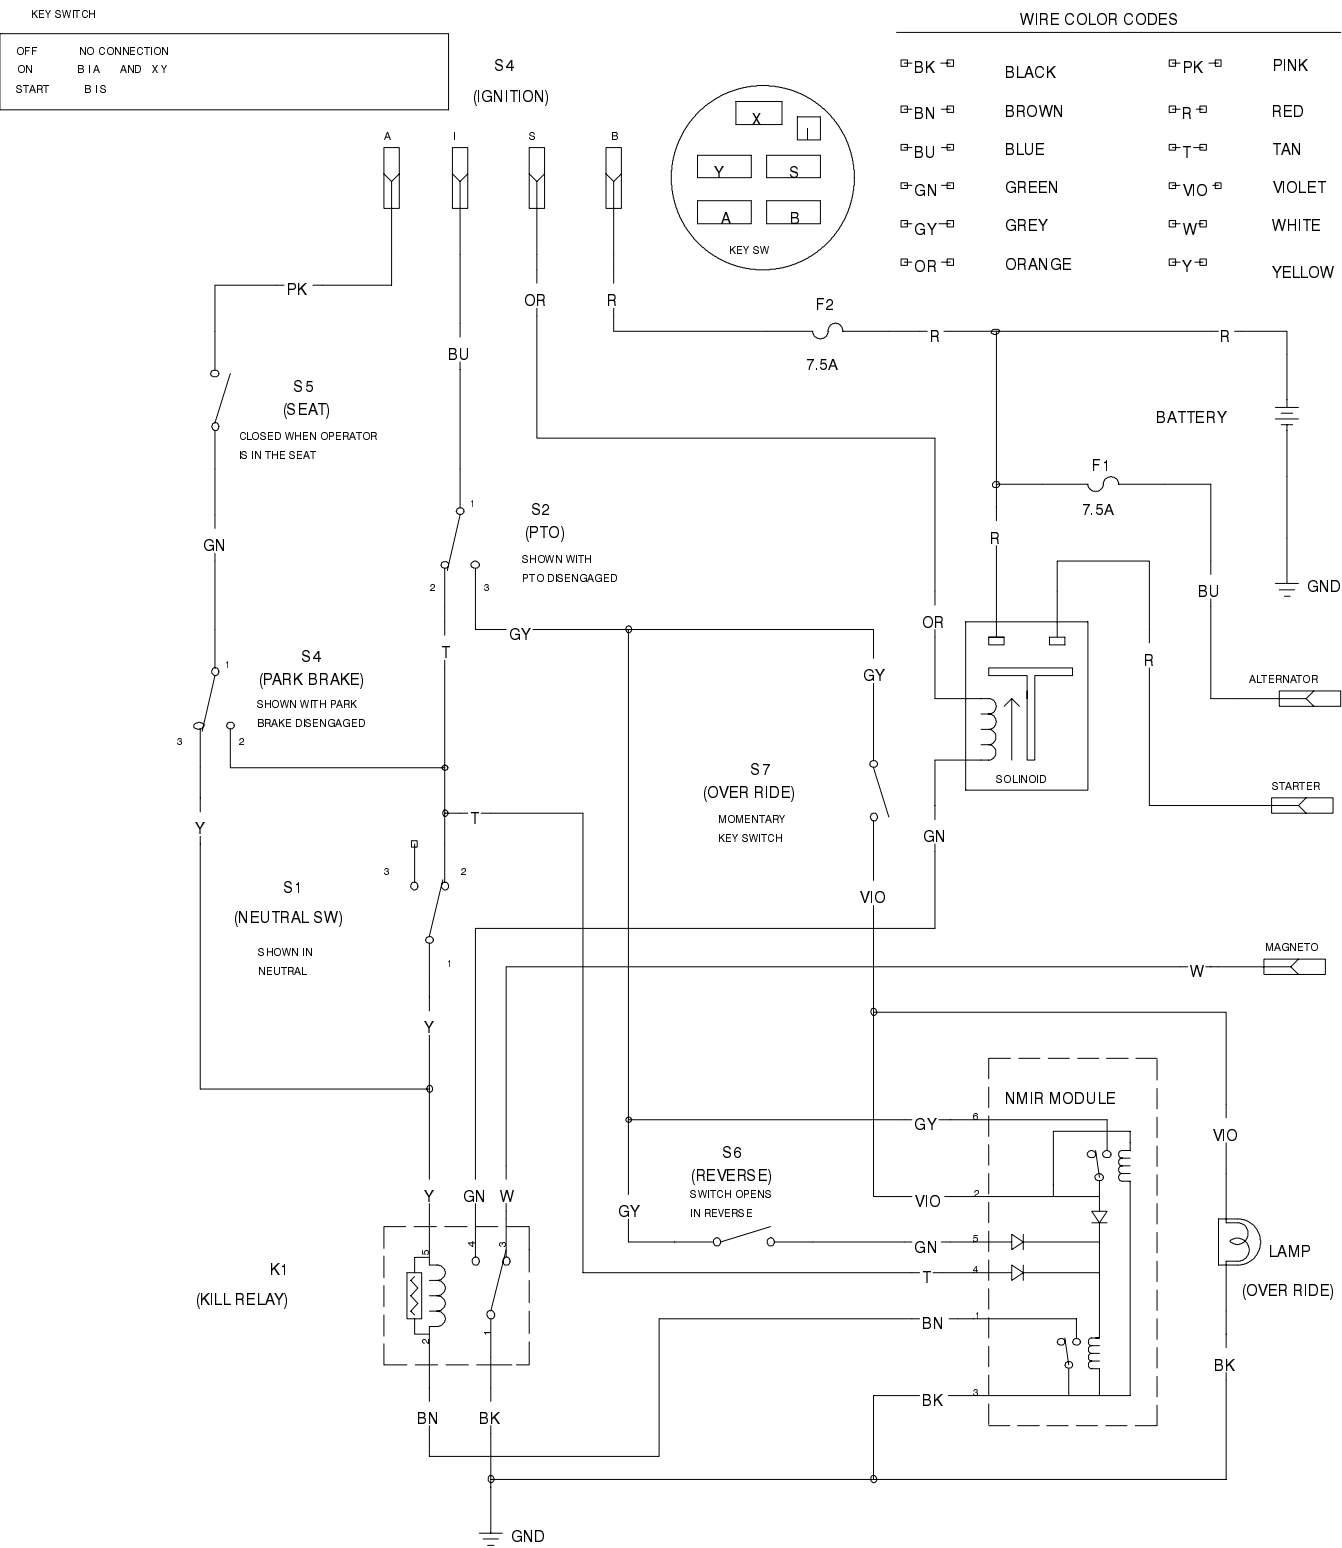 KEY SWITCH
OFF NO CONNECTION
ON B I A AND X Y
START B I S
S4
(IGNITION)
A I S B
X
I
Y S
A B
KEY SW
WIRE COLOR CODES
BK BLACK PK PINK
BN BROWN R RED
BU BLUE T TAN
GN GREEN VIO VIOLET
GY GREY W WHITE
OR ORANGE Y YELLOW
PK
OR
R
F2
R
R
7.5A
BU
S5
(SEAT)
CLOSED WHEN OPERATOR
IS IN THE SEAT
BATTERY
F1
7.5A
1
S2
(PTO)
SHOWN WITH
PTO DISENGAGED
2 3
GN
R
BU
GND
OR
GY
T
S4
(PARK BRAKE)
SHOWN WITH PARK
BRAKE DISENGAGED
1
3 2
GY
R
ALTERNATOR
S7
(OVER RIDE)
MOMENTARY
KEY SWITCH
SOLINOID
STARTER
Y
T
GN
3 2
S1
(NEUTRAL SW)
SHOWN IN
NEUTRAL
1
VIO
MAGNETO
W
Y
NMIR MODULE
GY 6
VIO
S6
(REVERSE)
SWITCH OPENS
IN REVERSE
Y GN W
GY
VIO 2
GN 5
T 4
5 4 3
K1
(KILL RELAY)
2 1
LAMP
(OVER RIDE)
BN 1
BK
BK 3
BN BK
GND